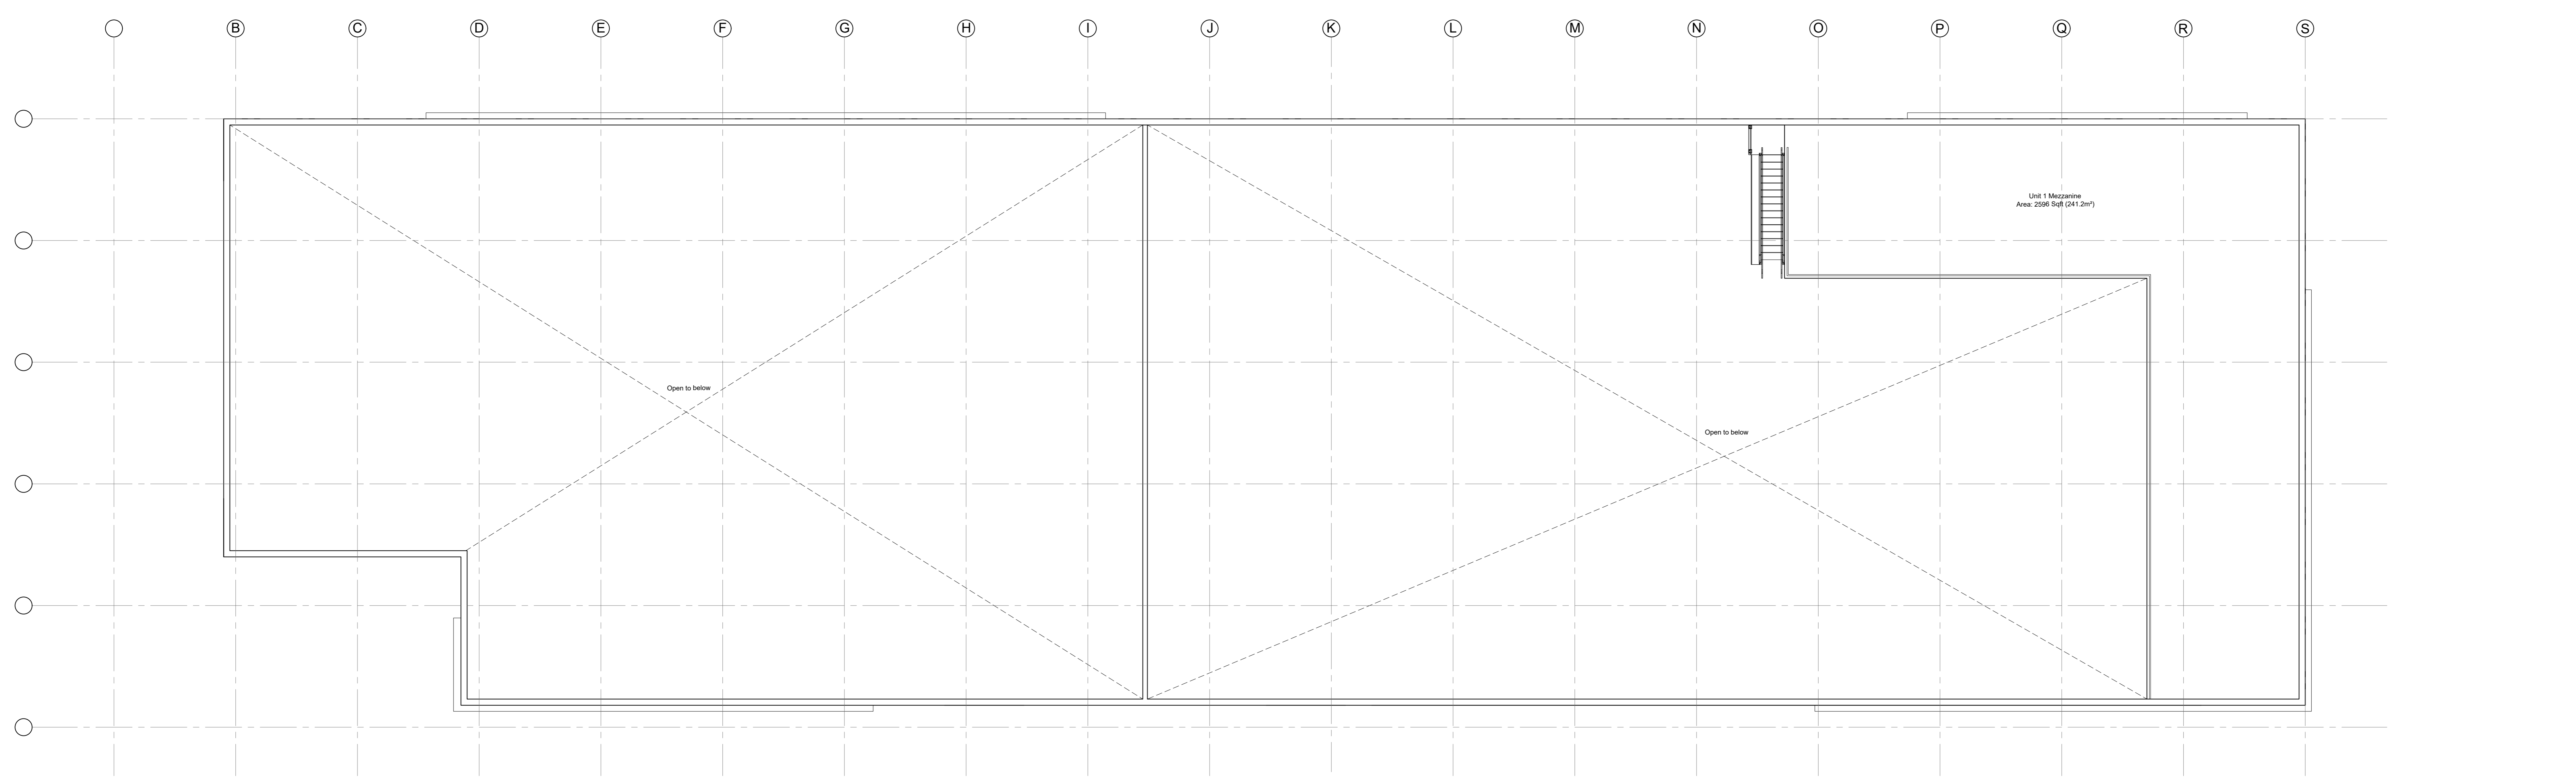 B C D E F G H I J K L M N O P Q R S
Unit 1 Mezzanine
Area: 2596 Sqft (241.2m²)
Open to below
Open to below